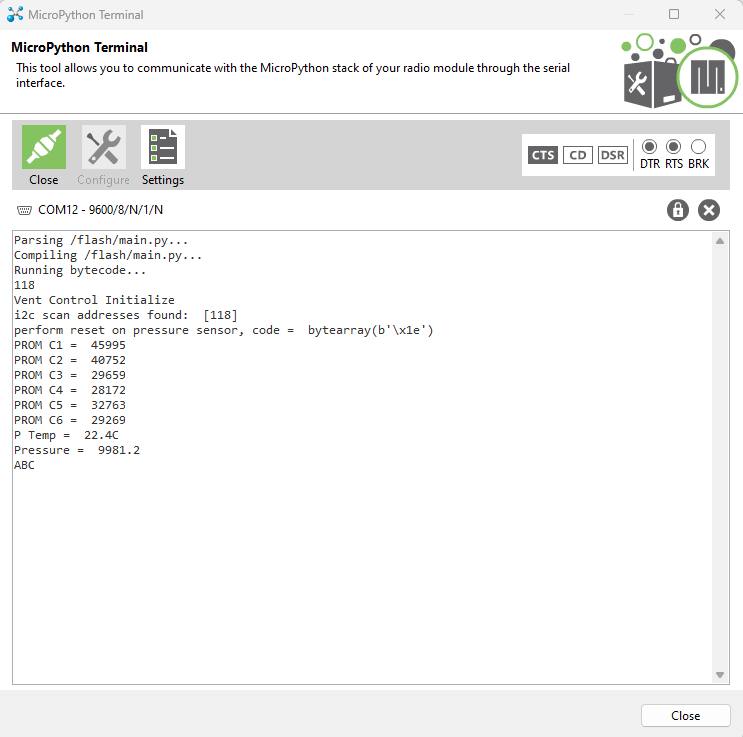 MicroPython Terminal
MicroPython Terminal
This tool allows you to communicate with the MicroPython stack of your radio module through the serial
interface.
Close
Configure
Settings
CTS
CD
DSR
DTR
RTS
BRK
COM12 - 9600/8/N/1/N
Parsing /flash/main.py...
Compiling /flash/main.py...
Running bytecode...
118
Vent Control Initialize
i2c scan addresses found:  [118]
perform reset on pressure sensor, code =  bytearray(b'\x1e')
PROM C1 =  45995
PROM C2 =  40752
PROM C3 =  29659
PROM C4 =  28172
PROM C5 =  32763
PROM C6 =  29269
P Temp =  22.4C
Pressure =  9981.2
ABC
Close